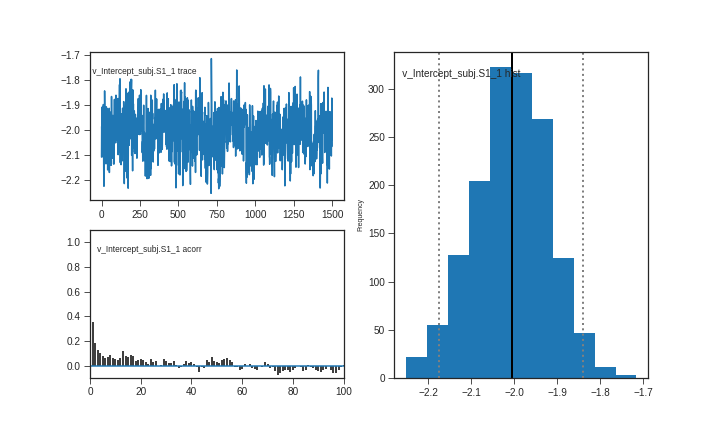 −1.7
v_Intercept_subj.S1_1 trace
−1.8
−1.9
−2.0
−2.1
−2.2
0 250 500 750 1000 1250 1500
1.0
v_Intercept_subj.S1_1 acorr
0.8
0.6
0.4
0.2
0.0
0 20 40 60 80 100
v_Intercept_subj.S1_1 hist
300
250
200
Frequency
150
100
50
0
−2.2 −2.1 −2.0 −1.9 −1.8 −1.7